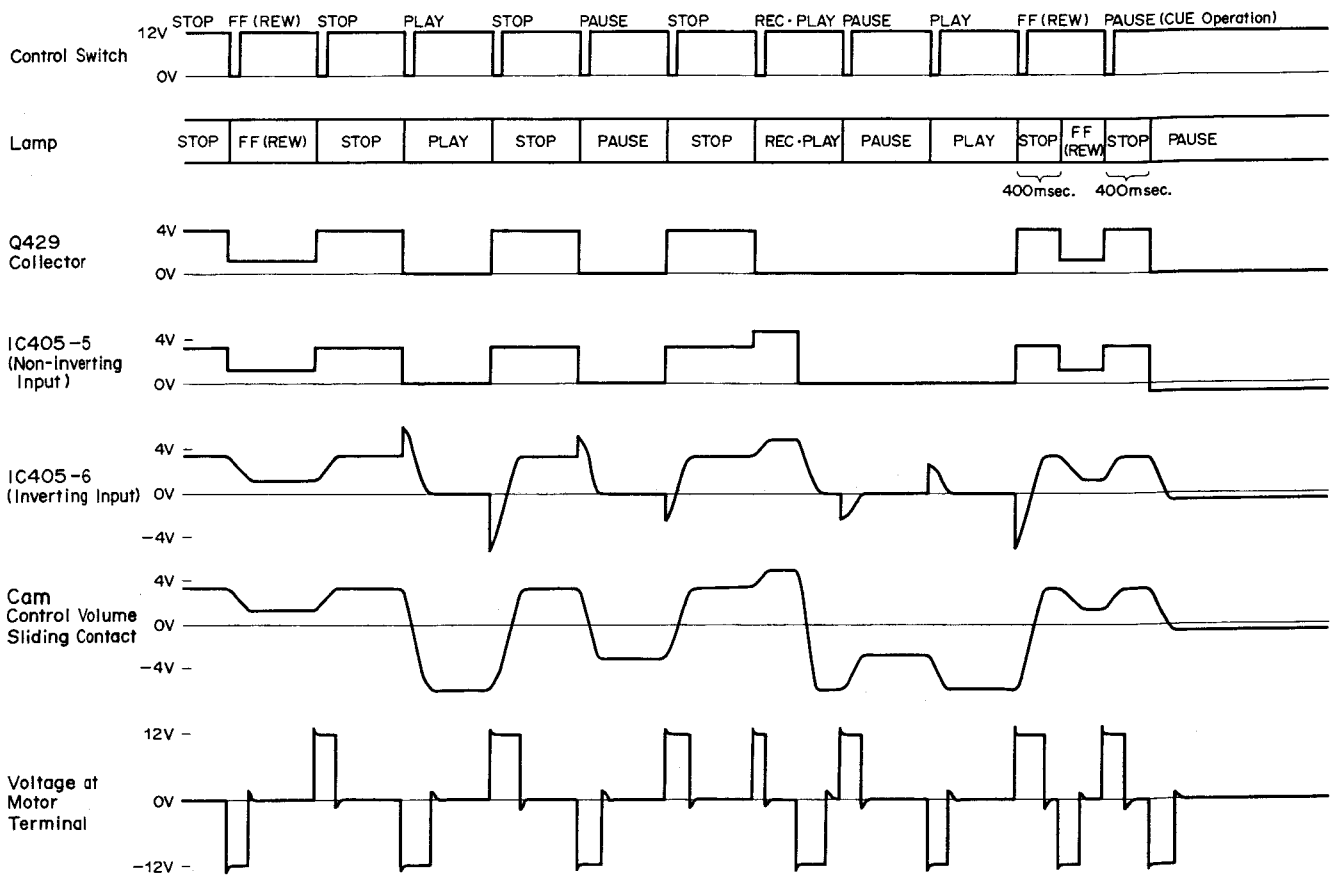 STOP FF (REW) STOP PLAY STOP PAUSE STOP REC·PLAY PAUSE PLAY FF (REW) PAUSE (CUE Operation)
12V
Control Switch
0V
Lamp
STOP FF (REW) STOP PLAY STOP PAUSE STOP REC·PLAY PAUSE PLAY STOP FF (REW) STOP PAUSE
400msec. 400msec.
4V
Q429
Collector
0V
4V
IC405-5
(Non-inverting
Input)
0V
4V
IC405-6
(Inverting Input) 0V
-4V
4V
Cam
Control Volume
0V
Sliding Contact
-4V
12V
Voltage at
Motor
0V
Terminal
-12V